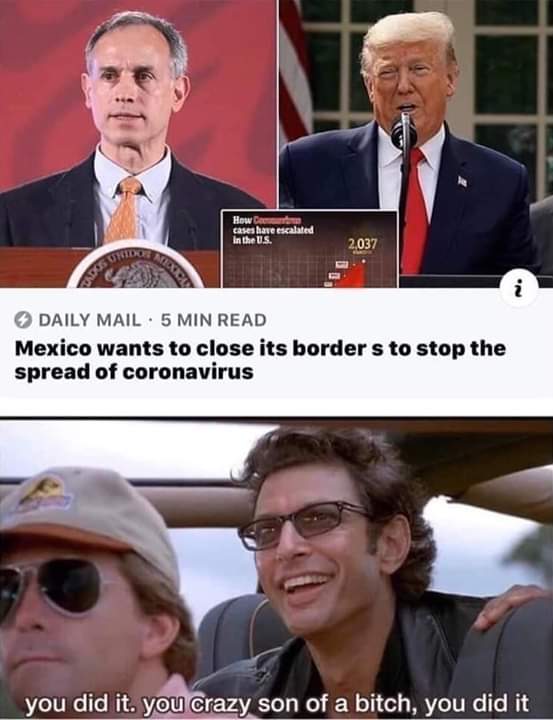 How Coronavirus
cases have escalated
in the U.S.
2,037
UNIDOS MEXICA
i
DAILY MAIL · 5 MIN READ
Mexico wants to close its border s to stop the
spread of coronavirus
you did it. you crazy son of a bitch, you did it